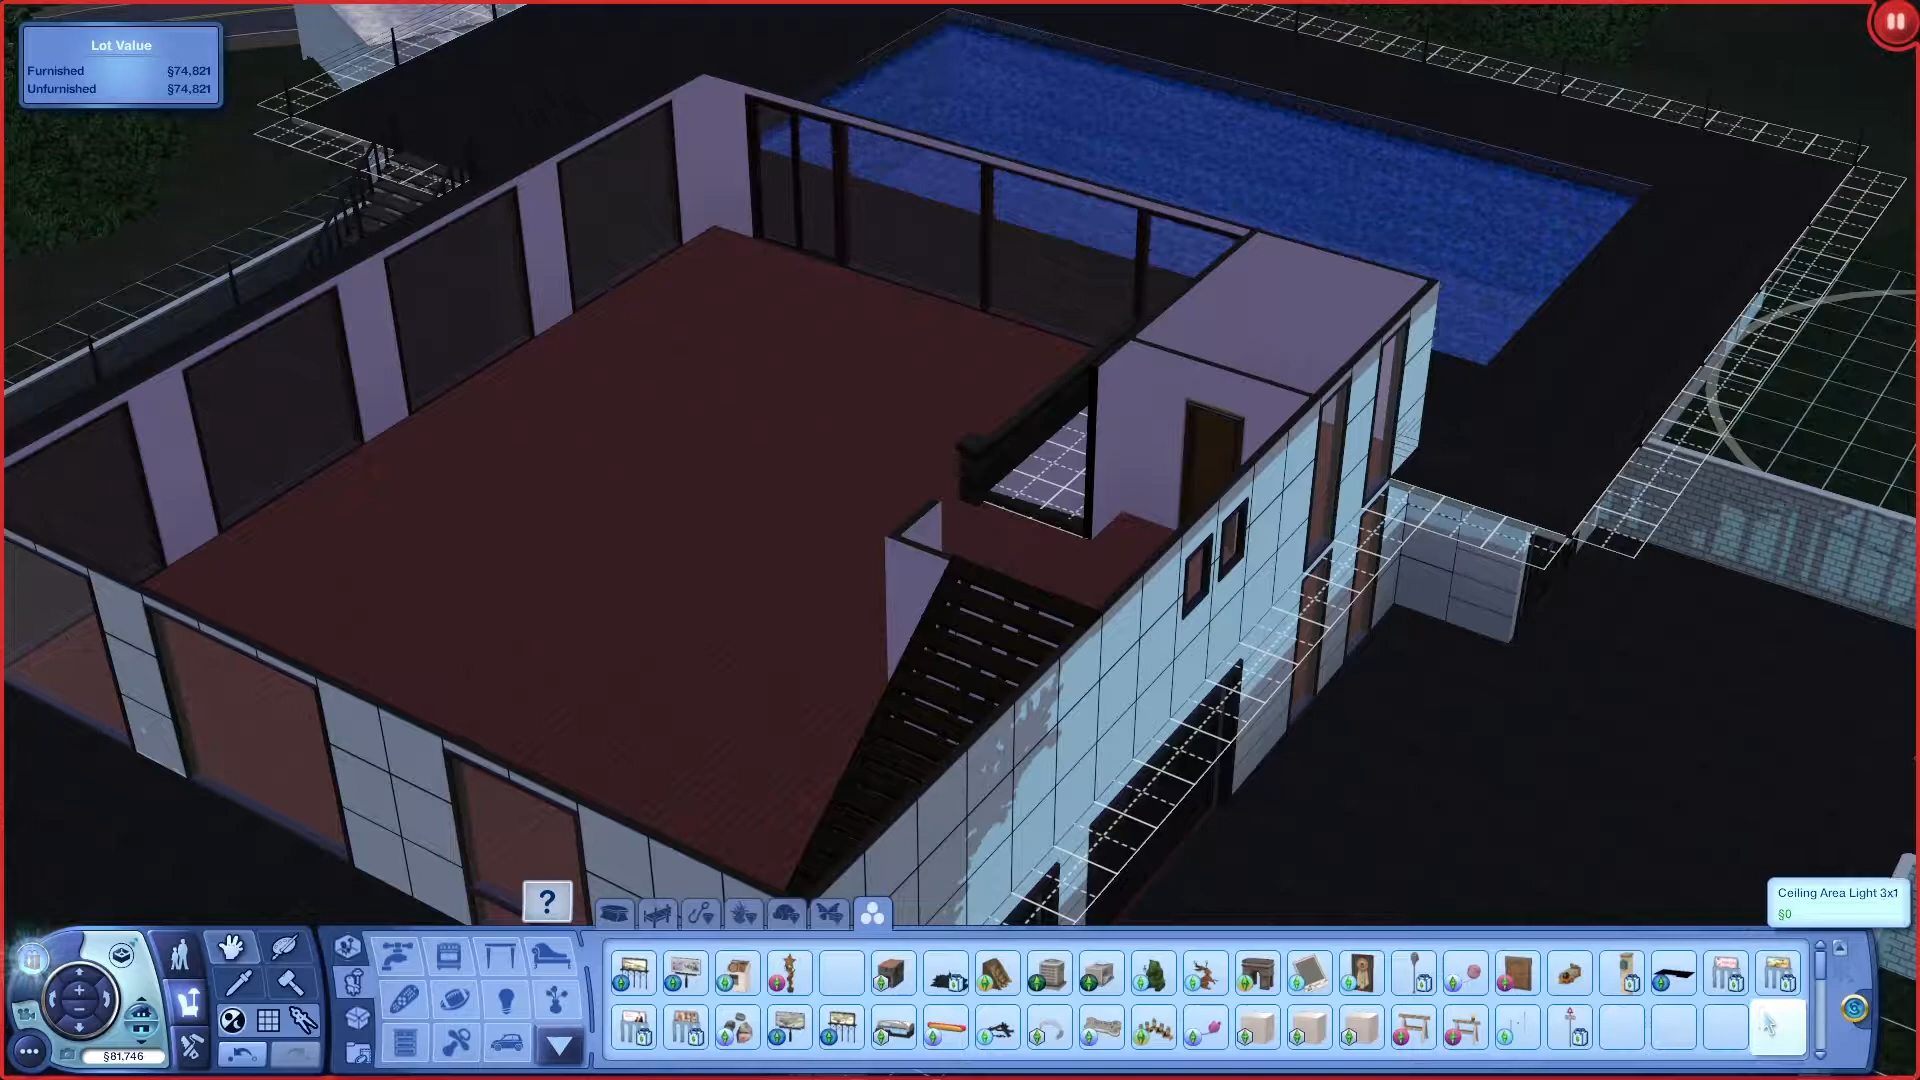 Lot Value
Furnished §74,821
Unfurnished §74,821
?
Ceiling Area Light 3x1
§0
§81,746